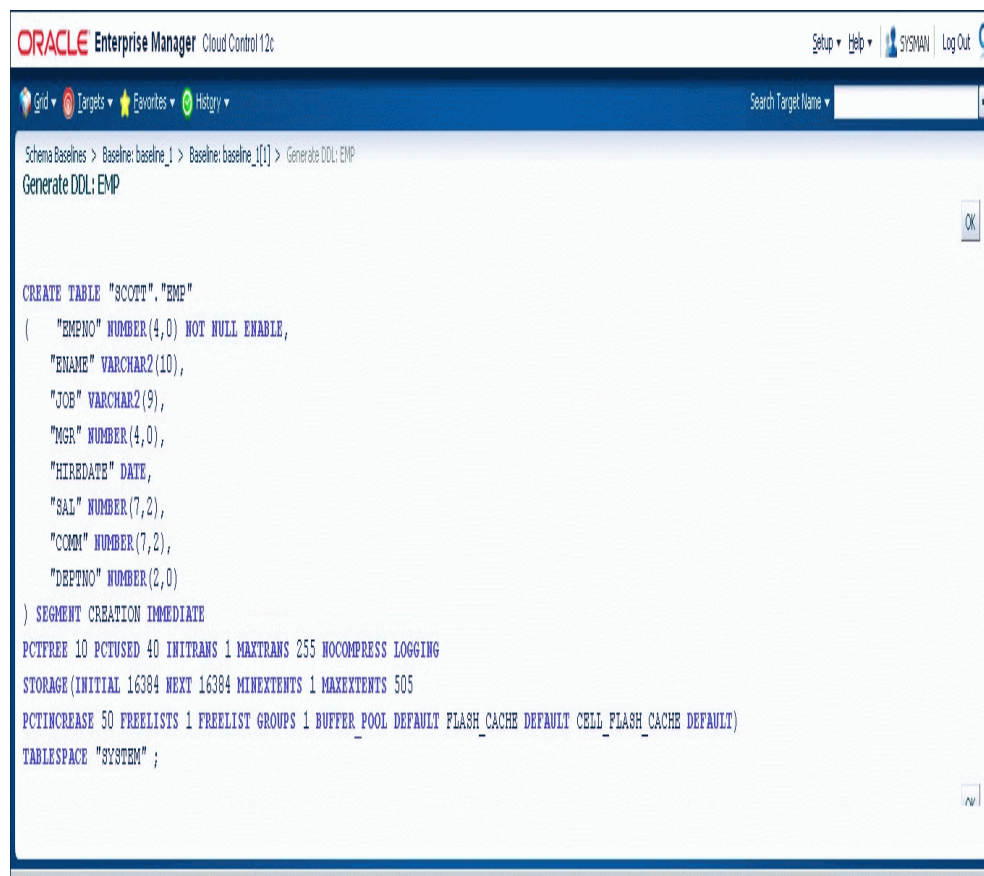 ORACLE Enterprise Manager Cloud Control 12c
Setup Help SYSMAN Log Out
Grid Targets Favorites History Search Target Name
Schema Baselines > Baseline: baseline_1 > Baseline: baseline_1[1] > Generate DDL: EMP
Generate DDL: EMP
OK
CREATE TABLE "SCOTT"."EMP"
( "EMPNO" NUMBER(4,0) NOT NULL ENABLE,
"ENAME" VARCHAR2(10),
"JOB" VARCHAR2(9),
"MGR" NUMBER(4,0),
"HIREDATE" DATE,
"SAL" NUMBER(7,2),
"COMM" NUMBER(7,2),
"DEPTNO" NUMBER(2,0)
) SEGMENT CREATION IMMEDIATE
PCTFREE 10 PCTUSED 40 INITRANS 1 MAXTRANS 255 NOCOMPRESS LOGGING
STORAGE(INITIAL 16384 NEXT 16384 MINEXTENTS 1 MAXEXTENTS 505
PCTINCREASE 50 FREELISTS 1 FREELIST GROUPS 1 BUFFER_POOL DEFAULT FLASH_CACHE DEFAULT CELL_FLASH_CACHE DEFAULT)
TABLESPACE "SYSTEM" ;
OK